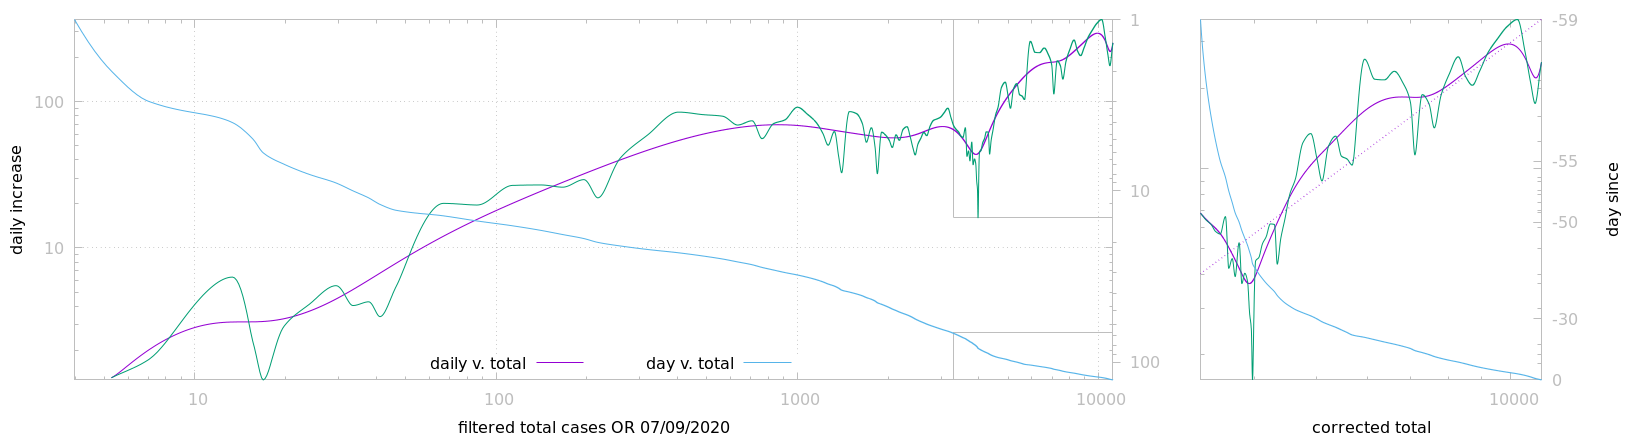 daily increase
100
10
daily v. total
day v. total
10
100
1000
10000
filtered total cases OR 07/09/2020
1
10
100
-59
-55
-50
-30
0
day since
10000
corrected total